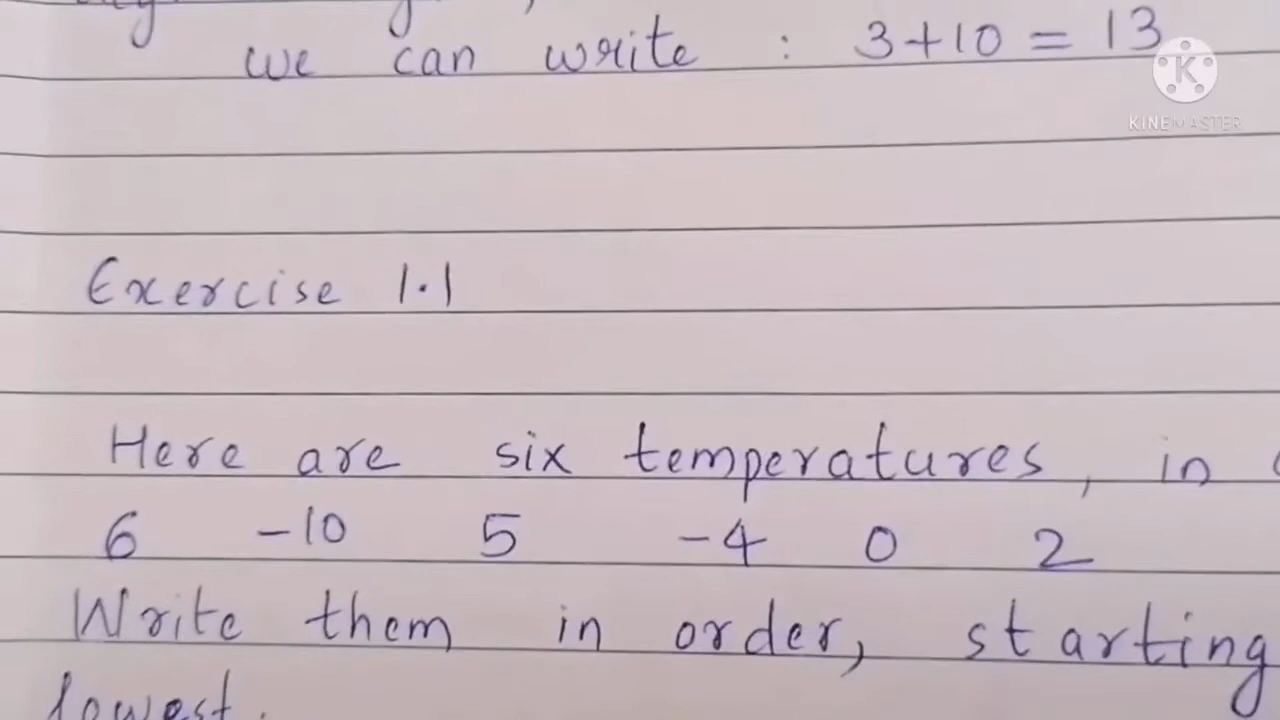 we can write : 3+10 = 13
KINEMASTER
Exercise 1.1
Here are six temperatures, in
6 -10 5 -4 0 2
Write them in order, starting
lowest.